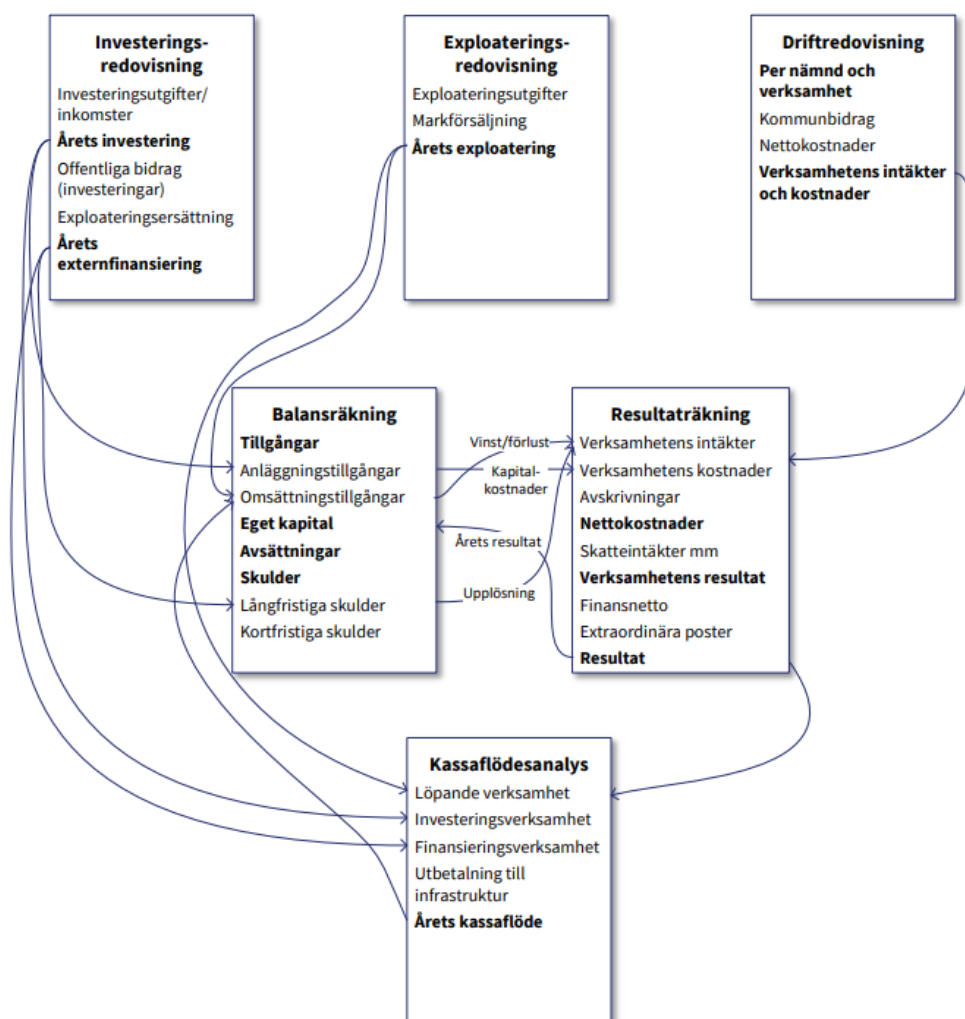 Investerings-
redovisning
Investeringsutgifter/
inkomster
Årets investering
Offentliga bidrag
(investeringar)
Exploateringsersättning
Årets
externfinansiering
Exploaterings-
redovisning
Exploateringsutgifter
Markförsäljning
Årets exploatering
Driftredovisning
Per nämnd och
verksamhet
Kommunbidrag
Nettokostnader
Verksamhetens intäkter
och kostnader
Balansräkning
Tillgångar
Anläggningstillgångar
Omsättningstillgångar
Eget kapital
Avsättningar
Skulder
Långfristiga skulder
Kortfristiga skulder
Vinst/förlust
Kapital-
kostnader
Årets resultat
Upplösning
Resultaträkning
Verksamhetens intäkter
Verksamhetens kostnader
Avskrivningar
Nettokostnader
Skatteintäkter mm
Verksamhetens resultat
Finansnetto
Extraordinära poster
Resultat
Kassaflödesanalys
Löpande verksamhet
Investeringsverksamhet
Finansieringsverksamhet
Utbetalning till
infrastruktur
Årets kassaflöde